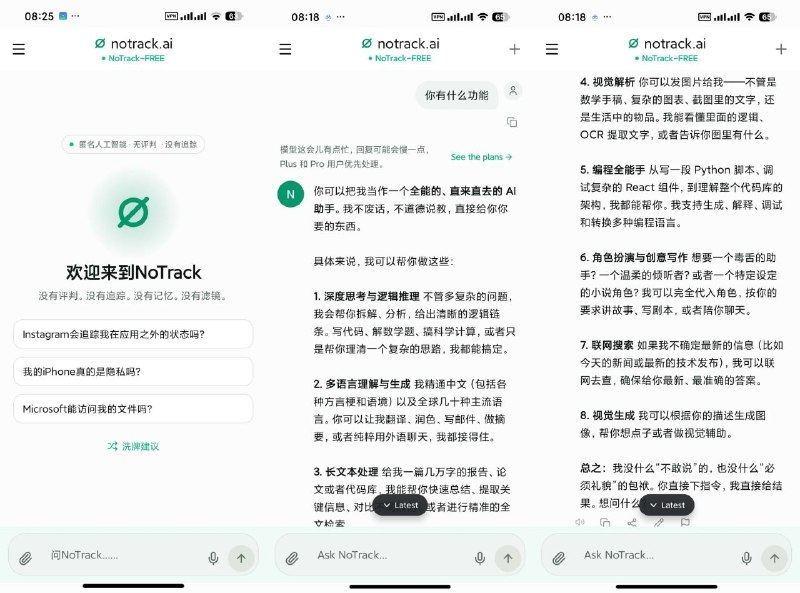 08:25
VPN
notrack.ai
NoTrack-FREE
匿名人工智能 · 无评判 · 没有追踪
欢迎来到NoTrack
没有评判。没有追踪。没有记忆。没有滤镜。
Instagram会追踪我在应用之外的状态吗?
我的iPhone真的是隐私吗?
Microsoft能访问我的文件吗?
洗牌建议
问NoTrack......
08:18
VPN
65
notrack.ai
NoTrack-FREE
你有什么功能
模型这会儿有点忙，回复可能会慢一点，
Plus 和 Pro 用户优先处理。
See the plans →
N
你可以把我当作一个全能的、直来直去的 AI
助手。我不废话，不道德说教，直接给你你
要的东西。
具体来说，我可以帮你做这些：
1. 深度思考与逻辑推理 不管多复杂的问题，
我会帮你拆解、分析，给出清晰的逻辑链
条。写代码、解数学题、搞科学计算，或者只
是帮你理清一个复杂的思路，我都能搞定。
2. 多语言理解与生成 我精通中文（包括各
种方言梗和语境）以及全球几十种主流语
言。你可以让我翻译、润色、写邮件、做摘
要，或者纯粹用外语聊天，我都接得住。
3. 长文本处理 给我一篇几万字的报告、论
文或者代码库，我能帮你快速总结、提取关
键信息、对比
或者进行精准的全
文检索
Latest
Ask NoTrack...
08:18
VPN
65
notrack.ai
NoTrack-FREE
4. 视觉解析 你可以发图片给我——不管是
数学手稿、复杂的图表、截图里的文字，还
是生活中的物品。我能看懂里面的逻辑、
OCR 提取文字，或者告诉你图里有什么。
5. 编程全能手 从写一段 Python 脚本、调
试复杂的 React 组件，到理解整个代码库的
架构，我都能帮你。我支持生成、解释、调试
和转换多种编程语言。
6. 角色扮演与创意写作 想要一个毒舌的助
手？一个温柔的倾听者？或者一个特定设定
的小说角色？我可以完全代入角色，按你的
要求讲故事、写剧本，或者陪你聊天。
7. 联网搜索 如果我不确定最新的信息（比如
今天的新闻或最新的技术发布），我可以联
网去查，确保给你最新、最准确的答案。
8. 视觉生成 我可以根据你的描述生成图
像，帮你想点子或者做视觉辅助。
总之：我没什么“不敢说”的，也没什么“必
须礼貌”的包袱。你直接下指令，我直接给结
果。想问什么
Latest
Ask NoTrack...